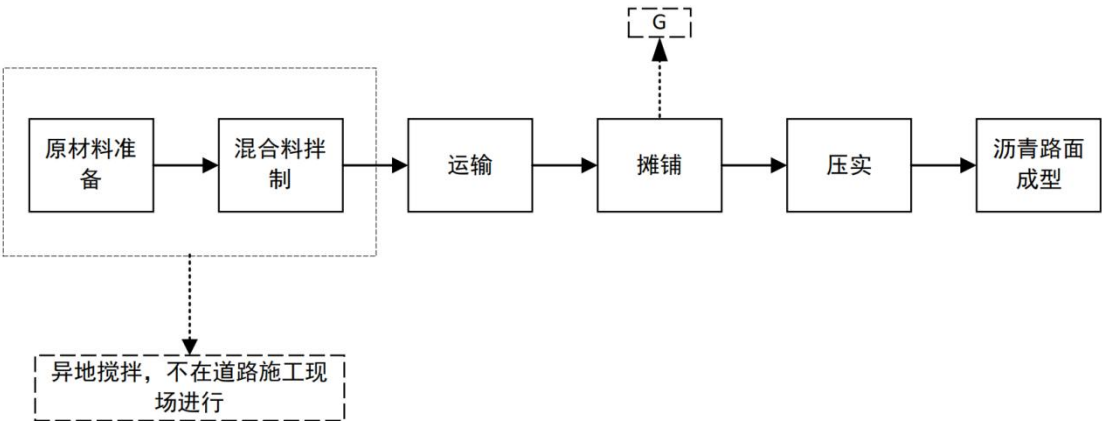 G
原材料准
备
混合料拌
制
运输
摊铺
压实
沥青路面
成型
异地搅拌，不在道路施工现
场进行